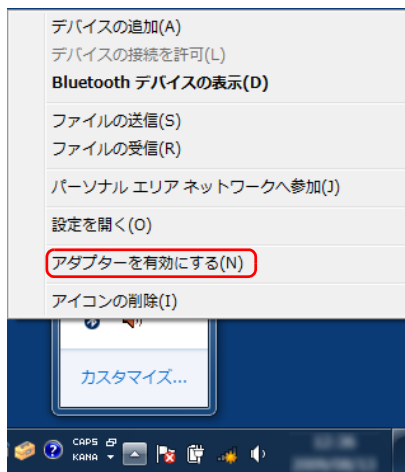 デバイスの追加(A)
デバイスの接続を許可(L)
Bluetooth デバイスの表示(D)
ファイルの送信(S)
ファイルの受信(R)
パーソナル エリア ネットワークへ参加(J)
設定を開く(O)
アダプターを有効にする(N)
アイコンの削除(I)
カスタマイズ...
CAPS
KANA